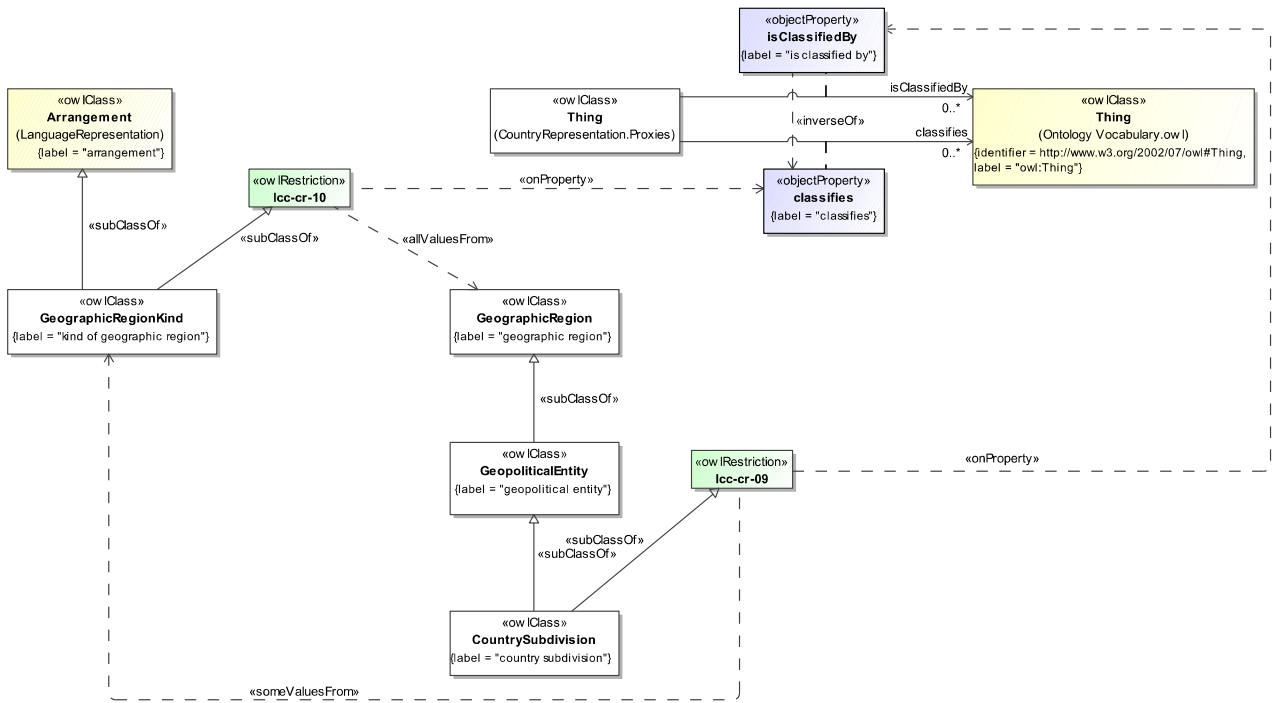 «objectProperty»
isClassifiedBy
{label = "is classified by"}
«owlClass»
Arrangement
(LanguageRepresentation)
{label = "arrangement"}
«owlClass»
Thing
(CountryRepresentation.Proxies)
isClassifiedBy
0..*
«inverseOf»
classifies
0..*
«owlClass»
Thing
(Ontology Vocabulary.owl)
{identifier = http://www.w3.org/2002/07/owl#Thing,
label = "owl:Thing"}
«owlRestriction»
lcc-cr-10
«onProperty»
«objectProperty»
classifies
{label = "classifies"}
«subClassOf»
«subClassOf»
«allValuesFrom»
«owlClass»
GeographicRegionKind
{label = "kind of geographic region"}
«owlClass»
GeographicRegion
{label = "geographic region"}
«subClassOf»
«owlClass»
GeopoliticalEntity
{label = "geopolitical entity"}
«owlRestriction»
lcc-cr-09
«onProperty»
«subClassOf»
«subClassOf»
«owlClass»
CountrySubdivision
{label = "country subdivision"}
«someValuesFrom»